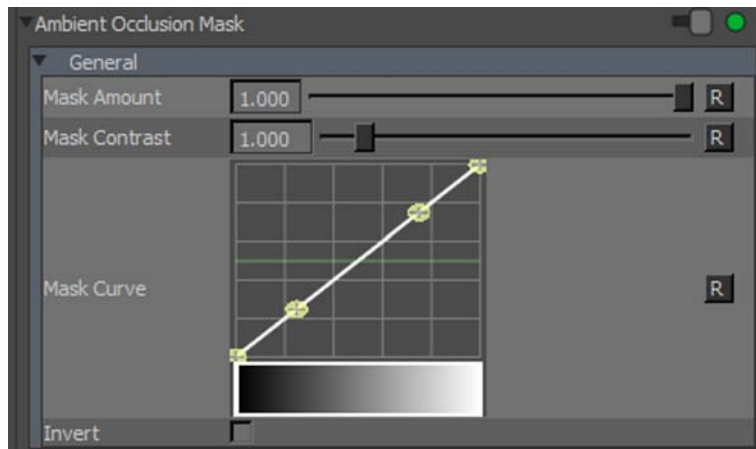 Ambient Occlusion Mask
General
Mask Amount 1.000 R
Mask Contrast 1.000 R
Mask Curve R
Invert